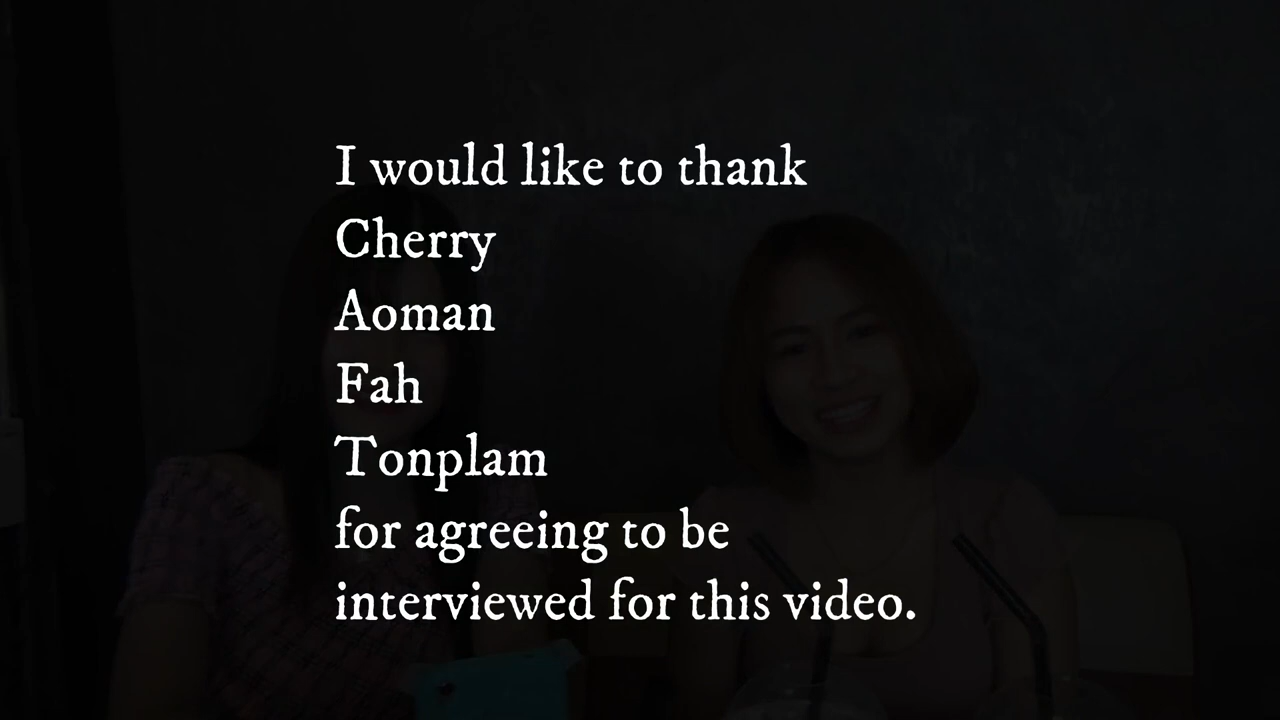 I would like to thank
Cherry
Aoman
Fah
Tonplam
for agreeing to be
interviewed for this video.